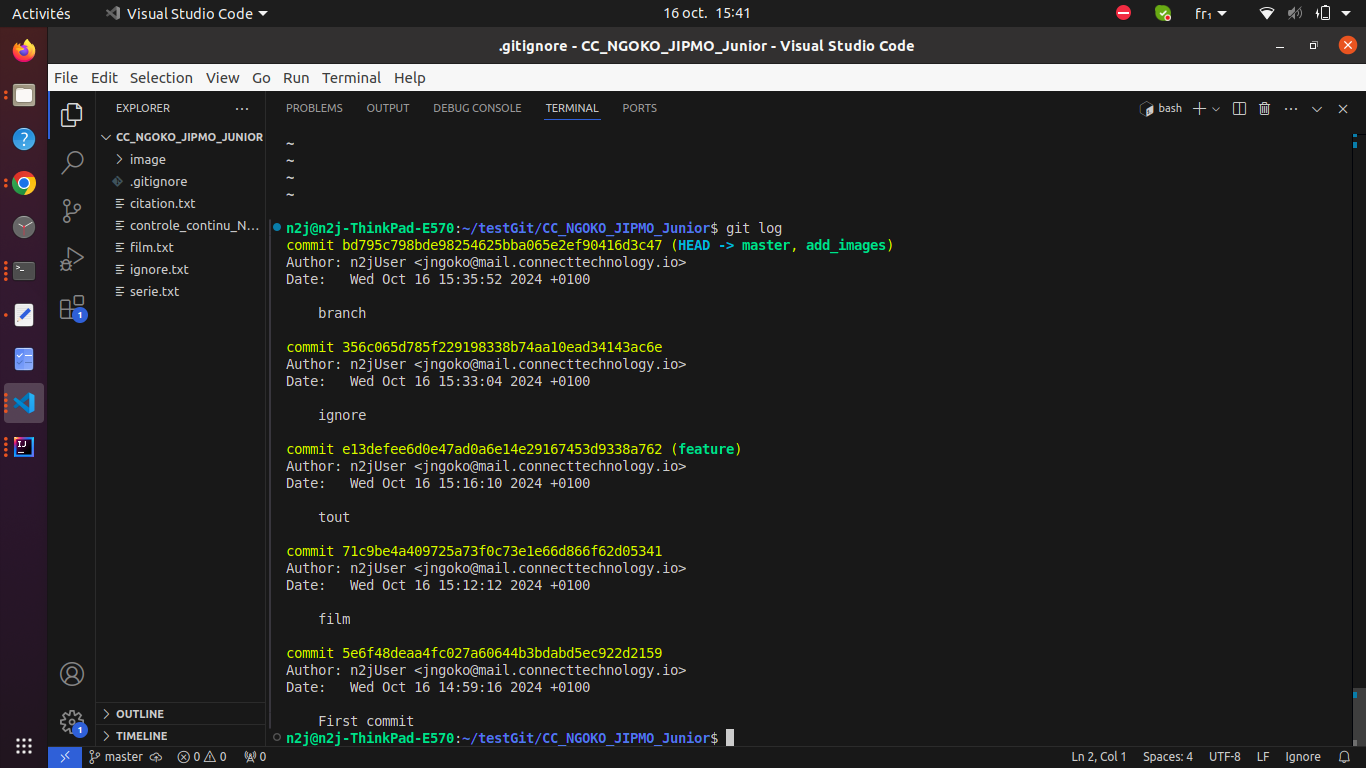 Activités
Visual Studio Code
16 oct. 15:41
fr₁
.gitignore - CC_NGOKO_JIPMO_Junior - Visual Studio Code
File Edit Selection View Go Run Terminal Help
EXPLORER
CC_NGOKO_JIPMO_JUNIOR
image
.gitignore
citation.txt
controle_continu_N...
film.txt
ignore.txt
serie.txt
OUTLINE
TIMELINE
PROBLEMS OUTPUT DEBUG CONSOLE TERMINAL PORTS
bash
~
~
~
~
n2j@n2j-ThinkPad-E570:~/testGit/CC_NGOKO_JIPMO_Junior$ git log
commit bd795c798bde98254625bba065e2ef90416d3c47 (HEAD -> master, add_images)
Author: n2jUser <jngoko@mail.connecttechnology.io>
Date:   Wed Oct 16 15:35:52 2024 +0100
branch
commit 356c065d785f229198338b74aa10ead34143ac6e
Author: n2jUser <jngoko@mail.connecttechnology.io>
Date:   Wed Oct 16 15:33:04 2024 +0100
ignore
commit e13defee6d0e47ad0a6e14e29167453d9338a762 (feature)
Author: n2jUser <jngoko@mail.connecttechnology.io>
Date:   Wed Oct 16 15:16:10 2024 +0100
tout
commit 71c9be4a409725a73f0c73e1e66d866f62d05341
Author: n2jUser <jngoko@mail.connecttechnology.io>
Date:   Wed Oct 16 15:12:12 2024 +0100
film
commit 5e6f48deaa4fc027a60644b3bdabd5ec922d2159
Author: n2jUser <jngoko@mail.connecttechnology.io>
Date:   Wed Oct 16 14:59:16 2024 +0100
First commit
n2j@n2j-ThinkPad-E570:~/testGit/CC_NGOKO_JIPMO_Junior$
1
1
master 0 0 0
Ln 2, Col 1 Spaces: 4 UTF-8 LF Ignore